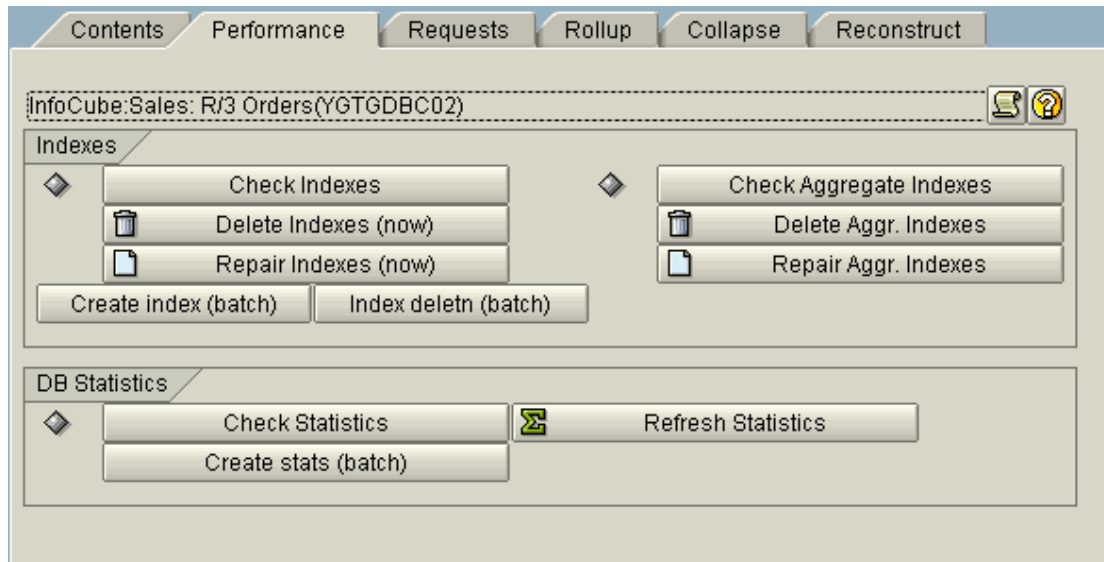 Contents Performance Requests Rollup Collapse Reconstruct
InfoCube:Sales: R/3 Orders(YGTGDBC02)
Indexes
Check Indexes Check Aggregate Indexes
Delete Indexes (now) Delete Aggr. Indexes
Repair Indexes (now) Repair Aggr. Indexes
Create index (batch) Index deletn (batch)
DB Statistics
Check Statistics Refresh Statistics
Create stats (batch)